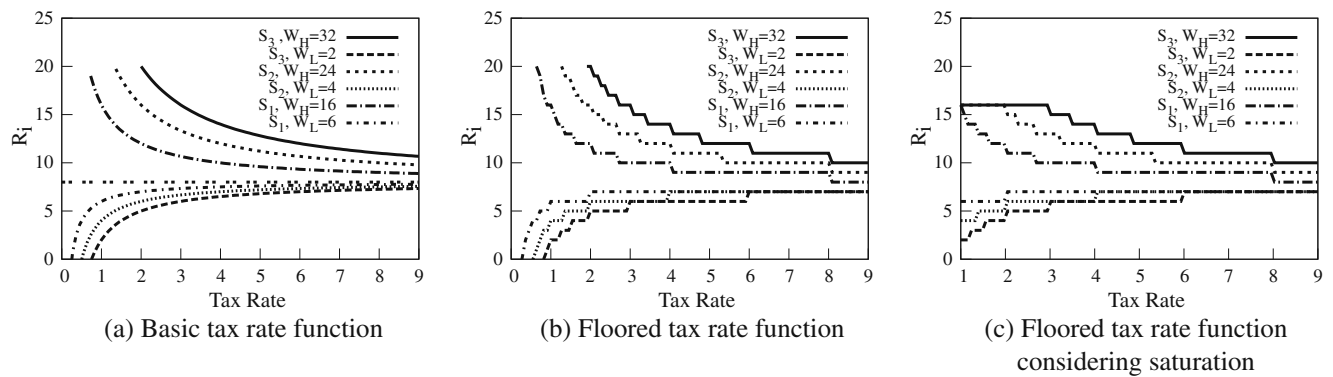 25
20
15
10
5
0
R_i
S_3 ,W_H=32
S_3, W_L=2
S_2, W_H=24
S_2, W_L=4
S_1, W_H=16
S_1, W_L=6
0 1 2 3 4 5 6 7 8 9
Tax Rate
(a) Basic tax rate function
25
20
15
10
5
0
S_3, W_H=32
S_3, W_L=2
S_2, W_H=24
S_2, W_L=4
S_1, W_H=16
S_1, W_L=6
0 1 2 3 4 5 6 7 8 9
Tax Rate
(b) Floored tax rate function
25
20
15
10
5
0
S_3, W_H=32
S_3, W_L=2
S_2, W_H=24
S_2, W_L=4
S_1, W_H=16
S_1, W_L=6
1 2 3 4 5 6 7 8 9
Tax Rate
(c) Floored tax rate function
considering saturation